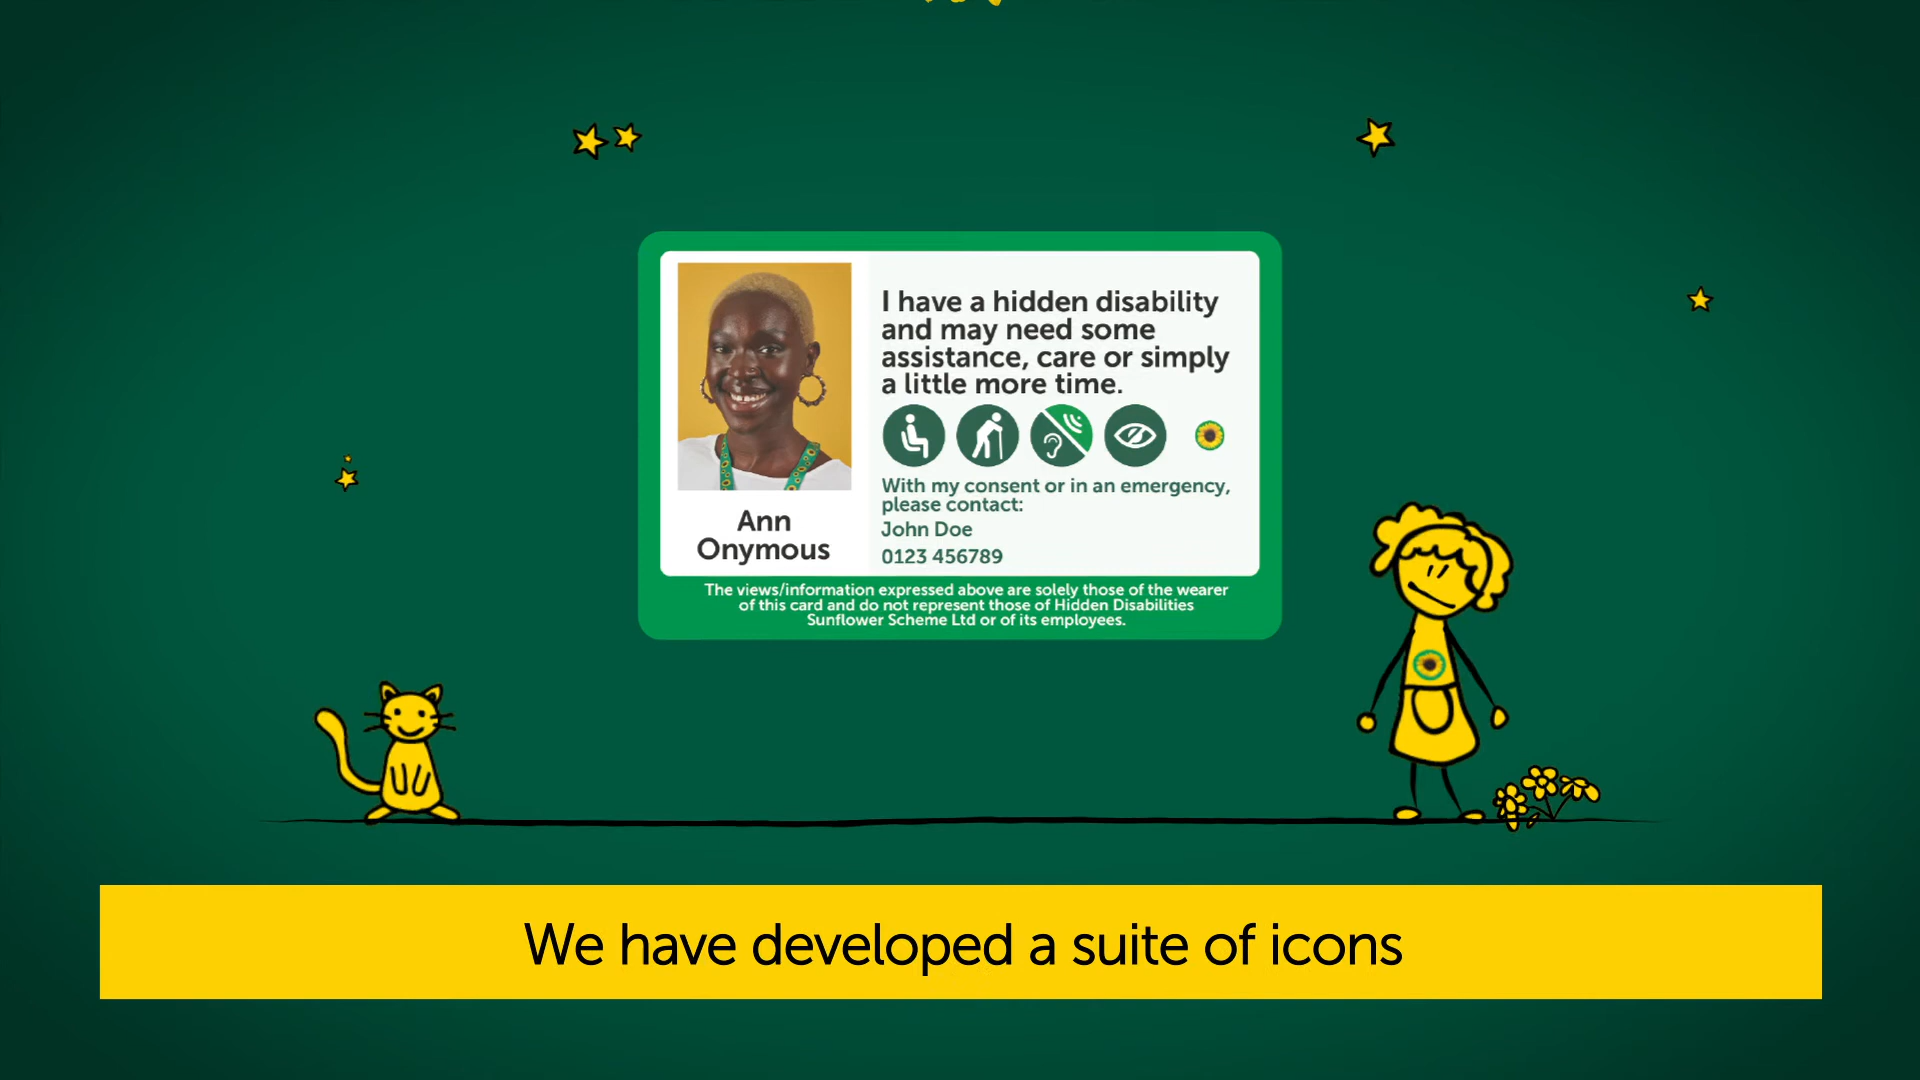 I have a hidden disability
and may need some
assistance, care or simply
a little more time.
With my consent or in an emergency,
please contact:
John Doe
0123 456789
Ann
Onymous
The views/information expressed above are solely those of the wearer
of this card and do not represent those of Hidden Disabilities
Sunflower Scheme Ltd or of its employees.
We have developed a suite of icons